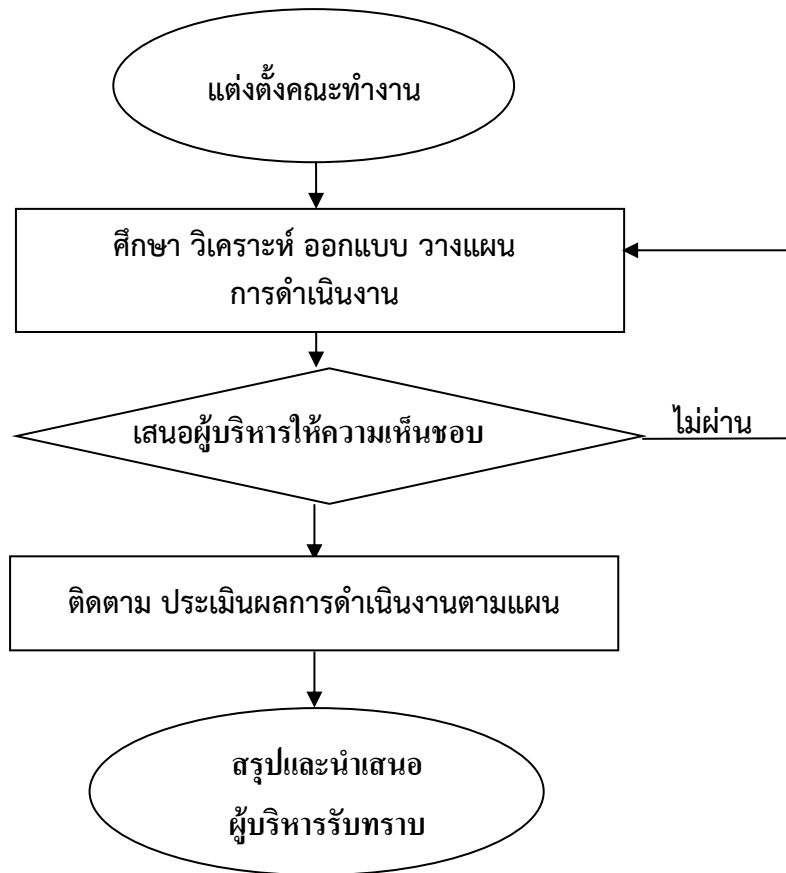 แต่งตั้งคณะทำงาน
ศึกษา วิเคราะห์ ออกแบบ วางแผน
การดำเนินงาน
เสนอผู้บริหารให้ความเห็นชอบ
ไม่ผ่าน
ติดตาม ประเมินผลการดำเนินงานตามแผน
สรุปและนำเสนอ
ผู้บริหารรับทราบ